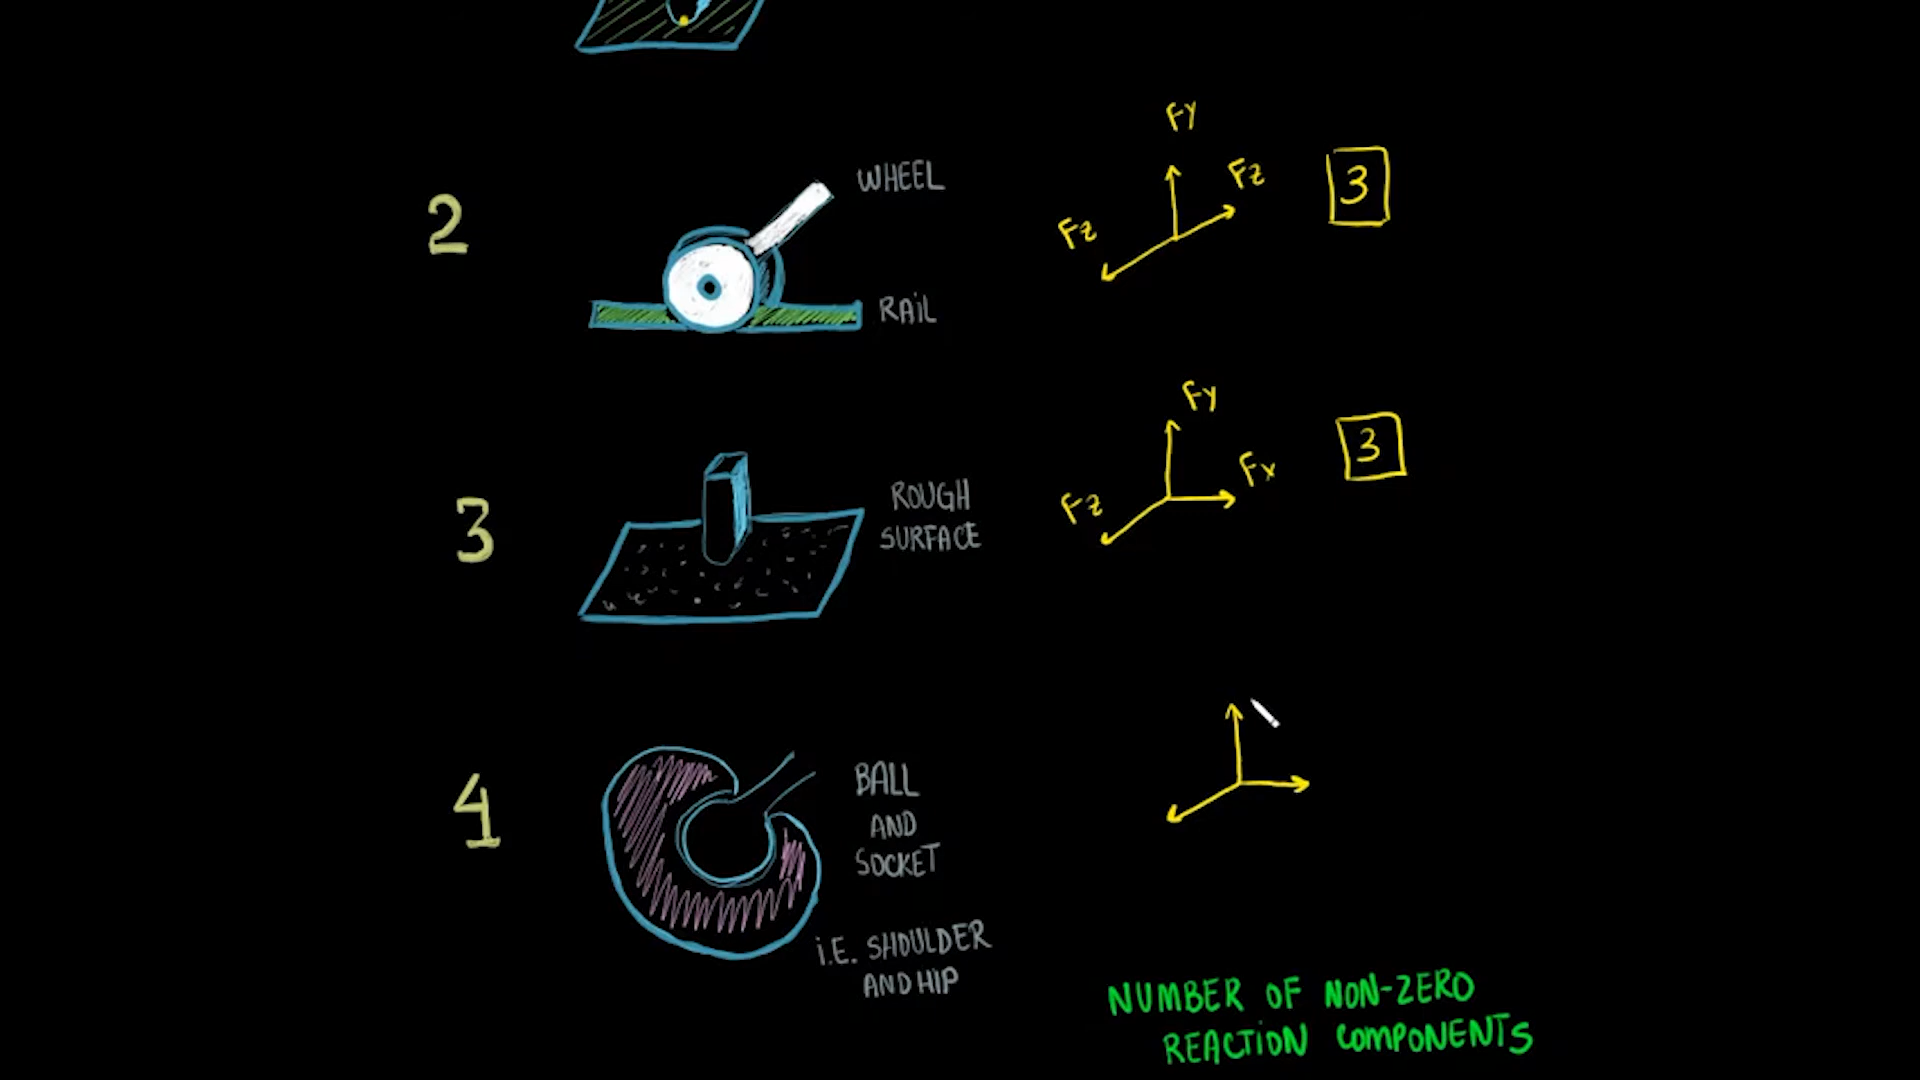 2
WHEEL
RAIL
Fy
Fz
Fz
3
3
ROUGH
SURFACE
Fy
Fx
Fz
3
4
BALL
AND
SOCKET
i.E. SHOULDER
AND HIP
NUMBER OF NON-ZERO
REACTION COMPONENTS